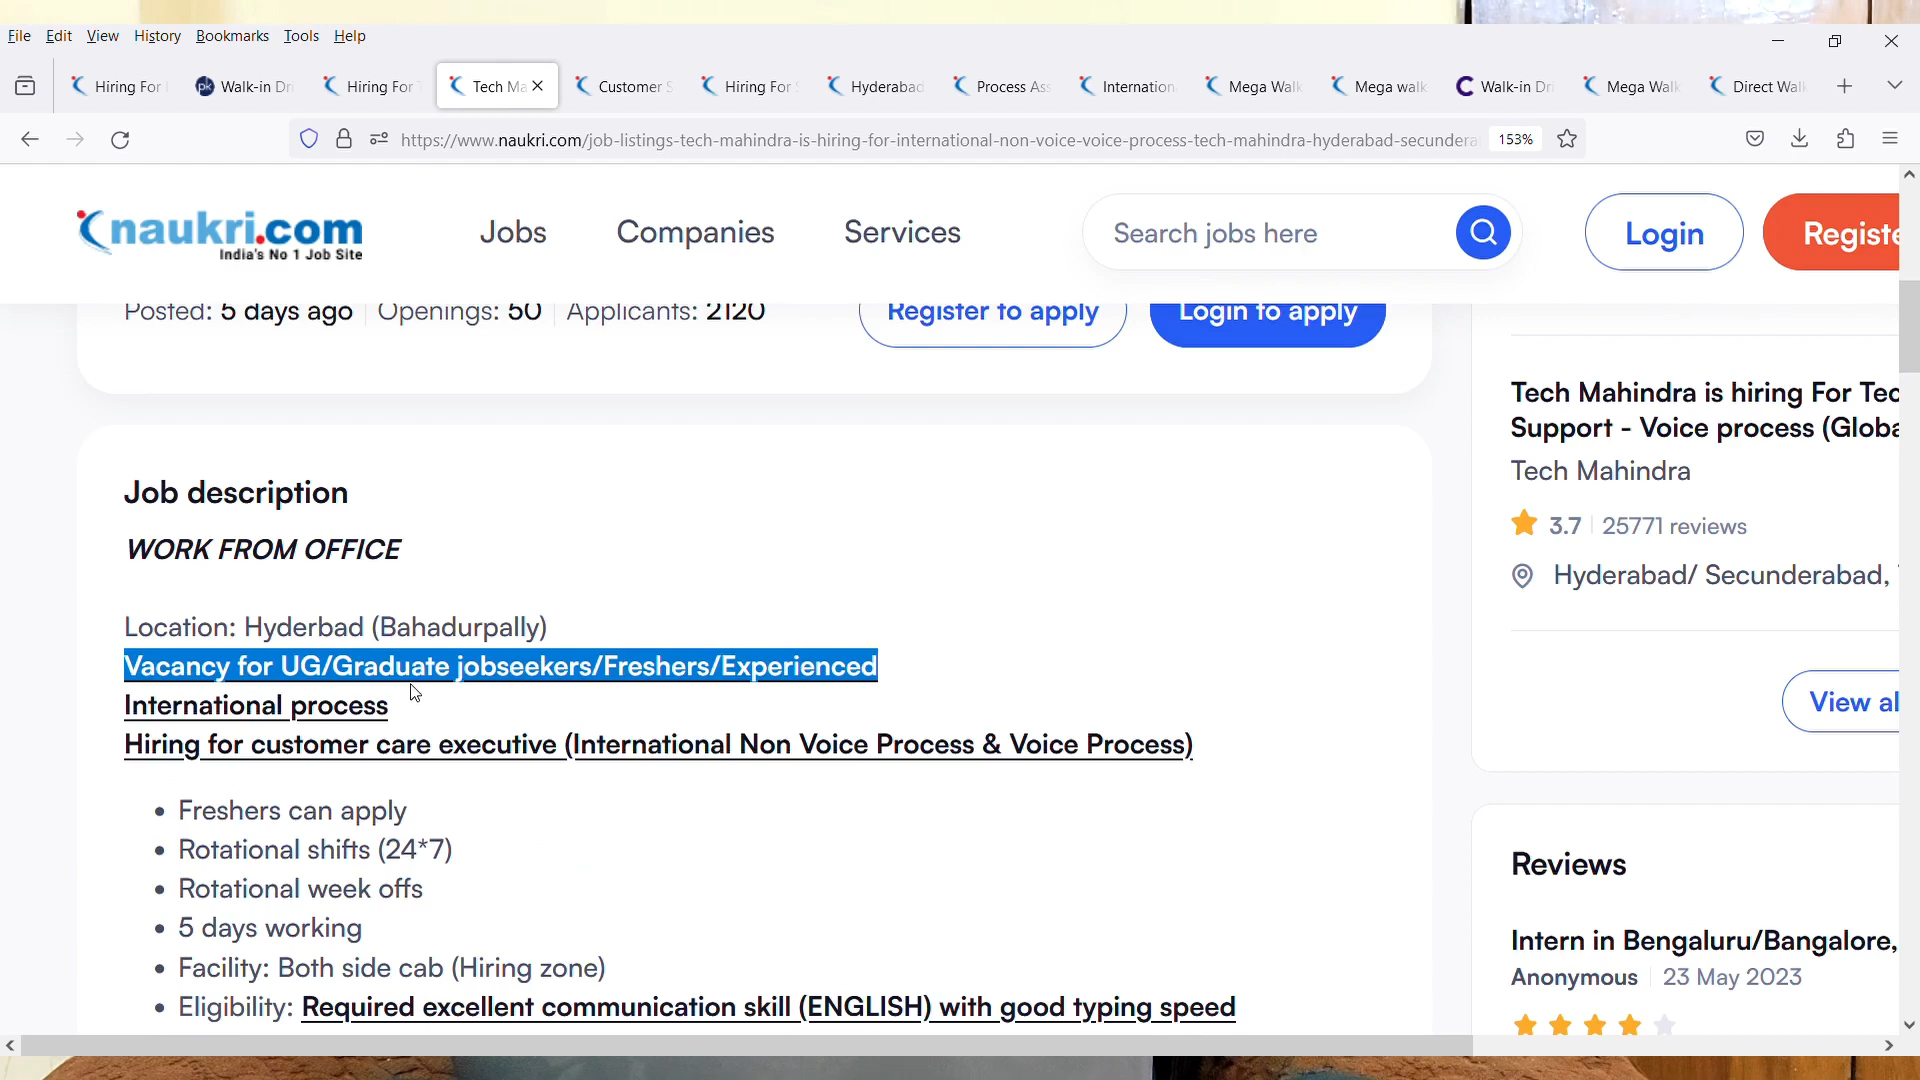 File Edit View History Bookmarks Tools Help
Hiring For Walk-in Dri Hiring For Tech Ma Customer S Hiring For Hyderabad Process Ass Internation Mega Walk Mega walk Walk-in Dri Mega Walk Direct Walk
https://www.naukri.com/job-listings-tech-mahindra-is-hiring-for-international-non-voice-voice-process-tech-mahindra-hyderabad-secundera 153%
naukri.com
India's No 1 Job Site
Jobs Companies Services Search jobs here Login Registe
Posted: 5 days ago Openings: 50 Applicants: 2120 Register to apply Login to apply
Job description
WORK FROM OFFICE
Location: Hyderbad (Bahadurpally)
Vacancy for UG/Graduate jobseekers/Freshers/Experienced
International process
Hiring for customer care executive (International Non Voice Process & Voice Process)
• Freshers can apply
• Rotational shifts (24*7)
• Rotational week offs
• 5 days working
• Facility: Both side cab (Hiring zone)
• Eligibility: Required excellent communication skill (ENGLISH) with good typing speed
Tech Mahindra is hiring For Tec
Support - Voice process (Globa
Tech Mahindra
3.7 25771 reviews
Hyderabad/ Secunderabad,
View al
Reviews
Intern in Bengaluru/Bangalore,
Anonymous 23 May 2023